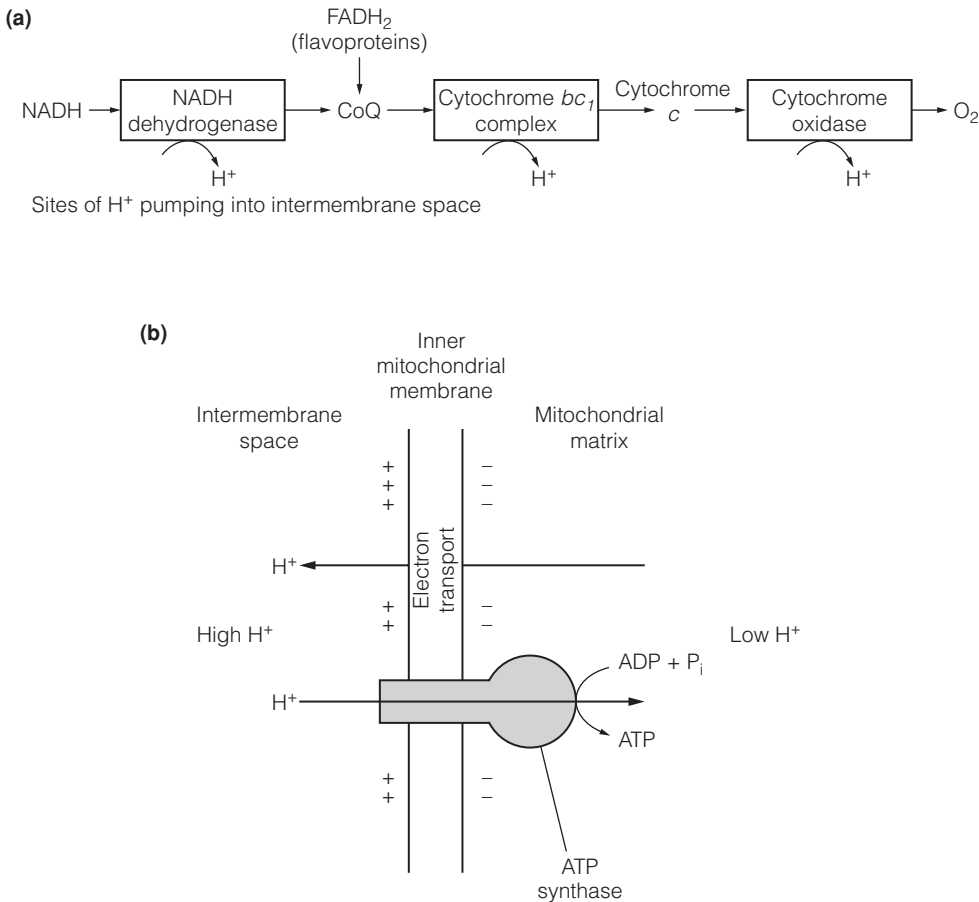 (a)
FADH₂
(flavoproteins)
NADH
NADH
dehydrogenase
CoQ
Cytochrome bc₁
complex
Cytochrome
c
Cytochrome
oxidase
O₂
H⁺
H⁺
H⁺
Sites of H⁺ pumping into intermembrane space
(b)
Inner
mitochondrial
membrane
Intermembrane
space
Mitochondrial
matrix
+ −
+ −
+ −
Electron
transport
H⁺
+ −
+ −
High H⁺
Low H⁺
ADP + Pᵢ
H⁺
ATP
+ −
+ −
ATP
synthase